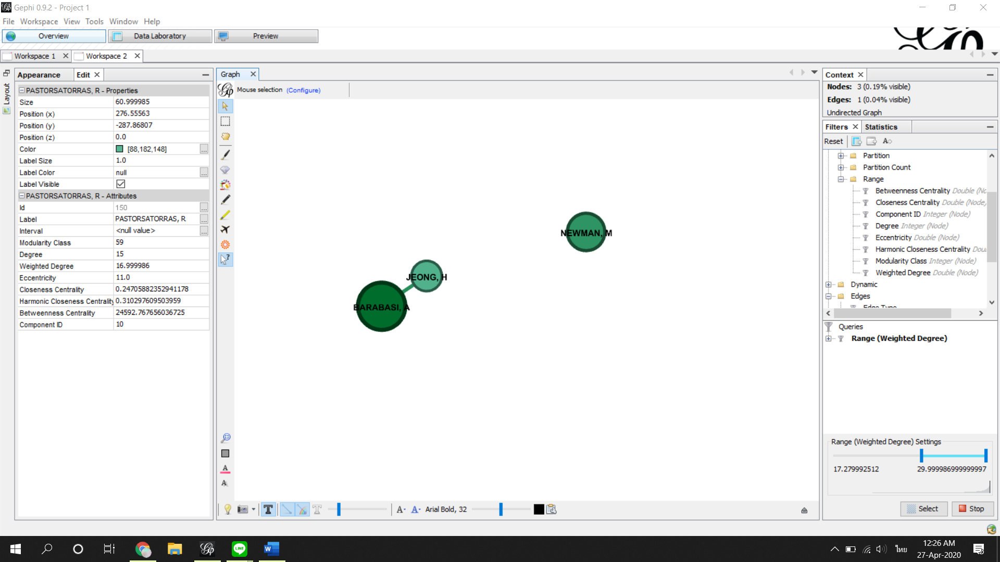 Gephi 0.9.2 - Project 1
File Workspace View Tools Window Help
Overview Data Laboratory Preview
Workspace 1 Workspace 2
Layout
Appearance Edit
PASTORSATORRAS, R - Properties
Size 60.999985
Position (x) 276.55563
Position (y) -287.86807
Position (z) 0.0
Color [88,182,148] ...
Label Size 1.0
Label Color null ...
Label Visible
PASTORSATORRAS, R - Attributes
Id 150 ...
Label PASTORSATORRAS, R ...
Interval <null value> ...
Modularity Class 59
Degree 15
Weighted Degree 16.999986
Eccentricity 11.0
Closeness Centrality 0.24705882352941178
Harmonic Closeness Centrality 0.310297609503959
Betweenness Centrality 24592.767656036725
Component ID 10
Graph
Mouse selection (Configure)
NEWMAN, M
JEONG, H
BARABASI, A
Arial Bold, 32
Context
Nodes: 3 (0.19% visible)
Edges: 1 (0.04% visible)
Undirected Graph
Filters Statistics
Reset
Partition
Partition Count
Range
Betweenness Centrality Double (No
Closeness Centrality Double (Node)
Component ID Integer (Node)
Degree Integer (Node)
Eccentricity Double (Node)
Harmonic Closeness Centrality Dou
Modularity Class Integer (Node)
Weighted Degree Double (Node)
Dynamic
Edges
Edge Type
Queries
Range (Weighted Degree)
Range (Weighted Degree) Settings
17.279992512 29.999986999999997
Select Stop
LINE
ไทย
12:26 AM
27-Apr-2020